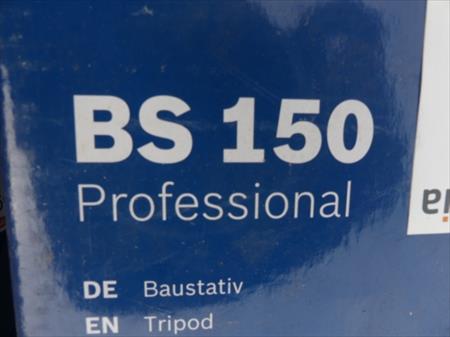 BS 150
Professional
DE Baustativ
EN Tripod